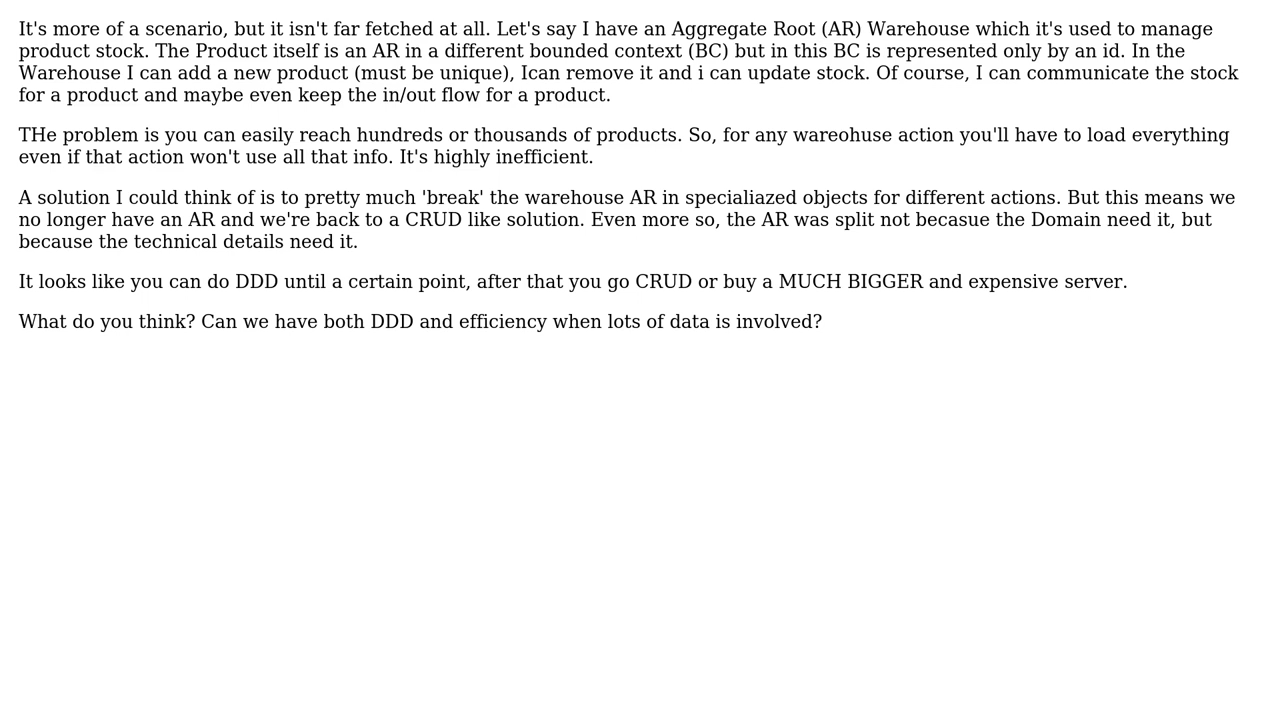 It's more of a scenario, but it isn't far fetched at all. Let's say I have an Aggregate Root (AR) Warehouse which it's used to manage
product stock. The Product itself is an AR in a different bounded context (BC) but in this BC is represented only by an id. In the
Warehouse I can add a new product (must be unique), Ican remove it and i can update stock. Of course, I can communicate the stock
for a product and maybe even keep the in/out flow for a product.
THe problem is you can easily reach hundreds or thousands of products. So, for any wareohuse action you'll have to load everything
even if that action won't use all that info. It's highly inefficient.
A solution I could think of is to pretty much 'break' the warehouse AR in specialiazed objects for different actions. But this means we
no longer have an AR and we're back to a CRUD like solution. Even more so, the AR was split not becasue the Domain need it, but
because the technical details need it.
It looks like you can do DDD until a certain point, after that you go CRUD or buy a MUCH BIGGER and expensive server.
What do you think? Can we have both DDD and efficiency when lots of data is involved?